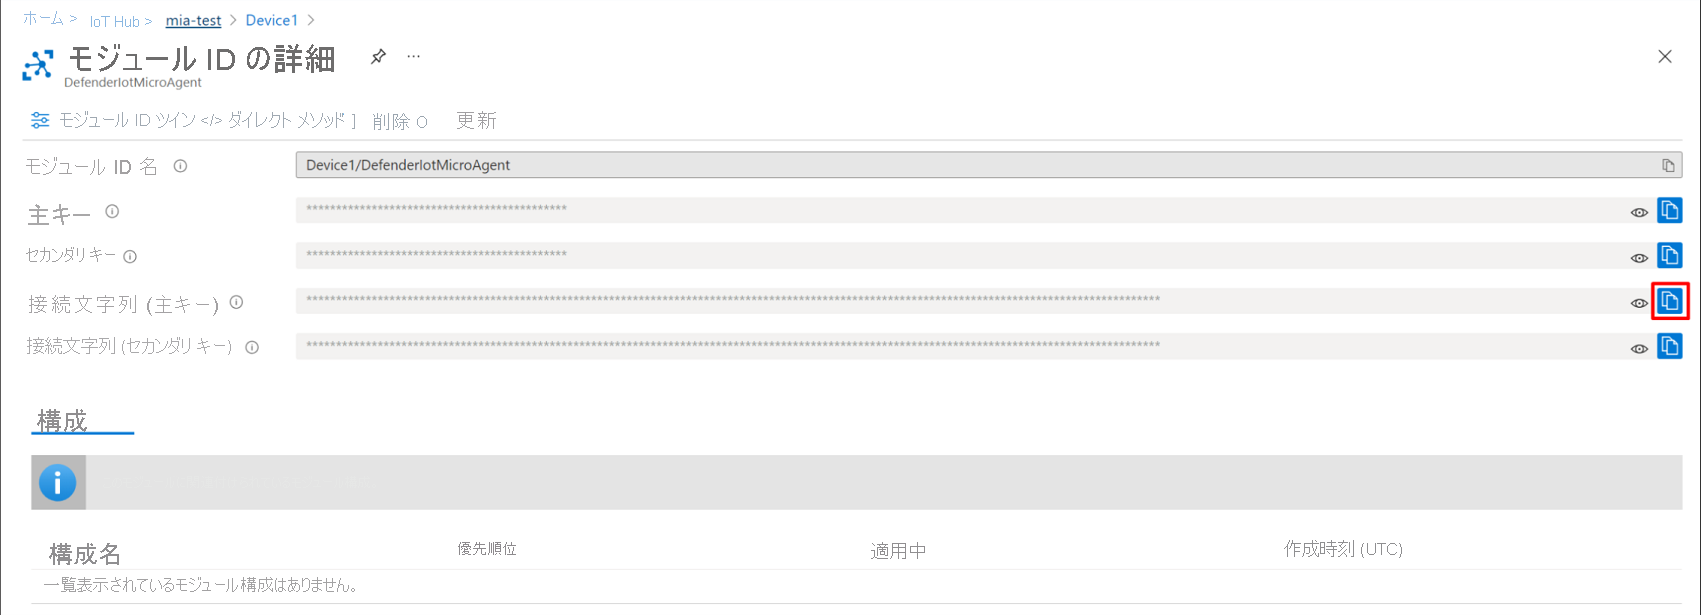 ホーム > IoT Hub > mia-test > Device1 >
モジュール ID の詳細 ...
DefenderIotMicroAgent
モジュール ID ツイン </> ダイレクト メソッド ] 削除 O 更新
モジュール ID 名 Device1/DefenderIotMicroAgent
主キー ********************************************
セカンダリ キー ********************************************
接続文字列 (主キー)
接続文字列 (セカンダリ キー)
構成
構成名 優先順位 適用中 作成時刻 (UTC)
一覧表示されているモジュール構成はありません。